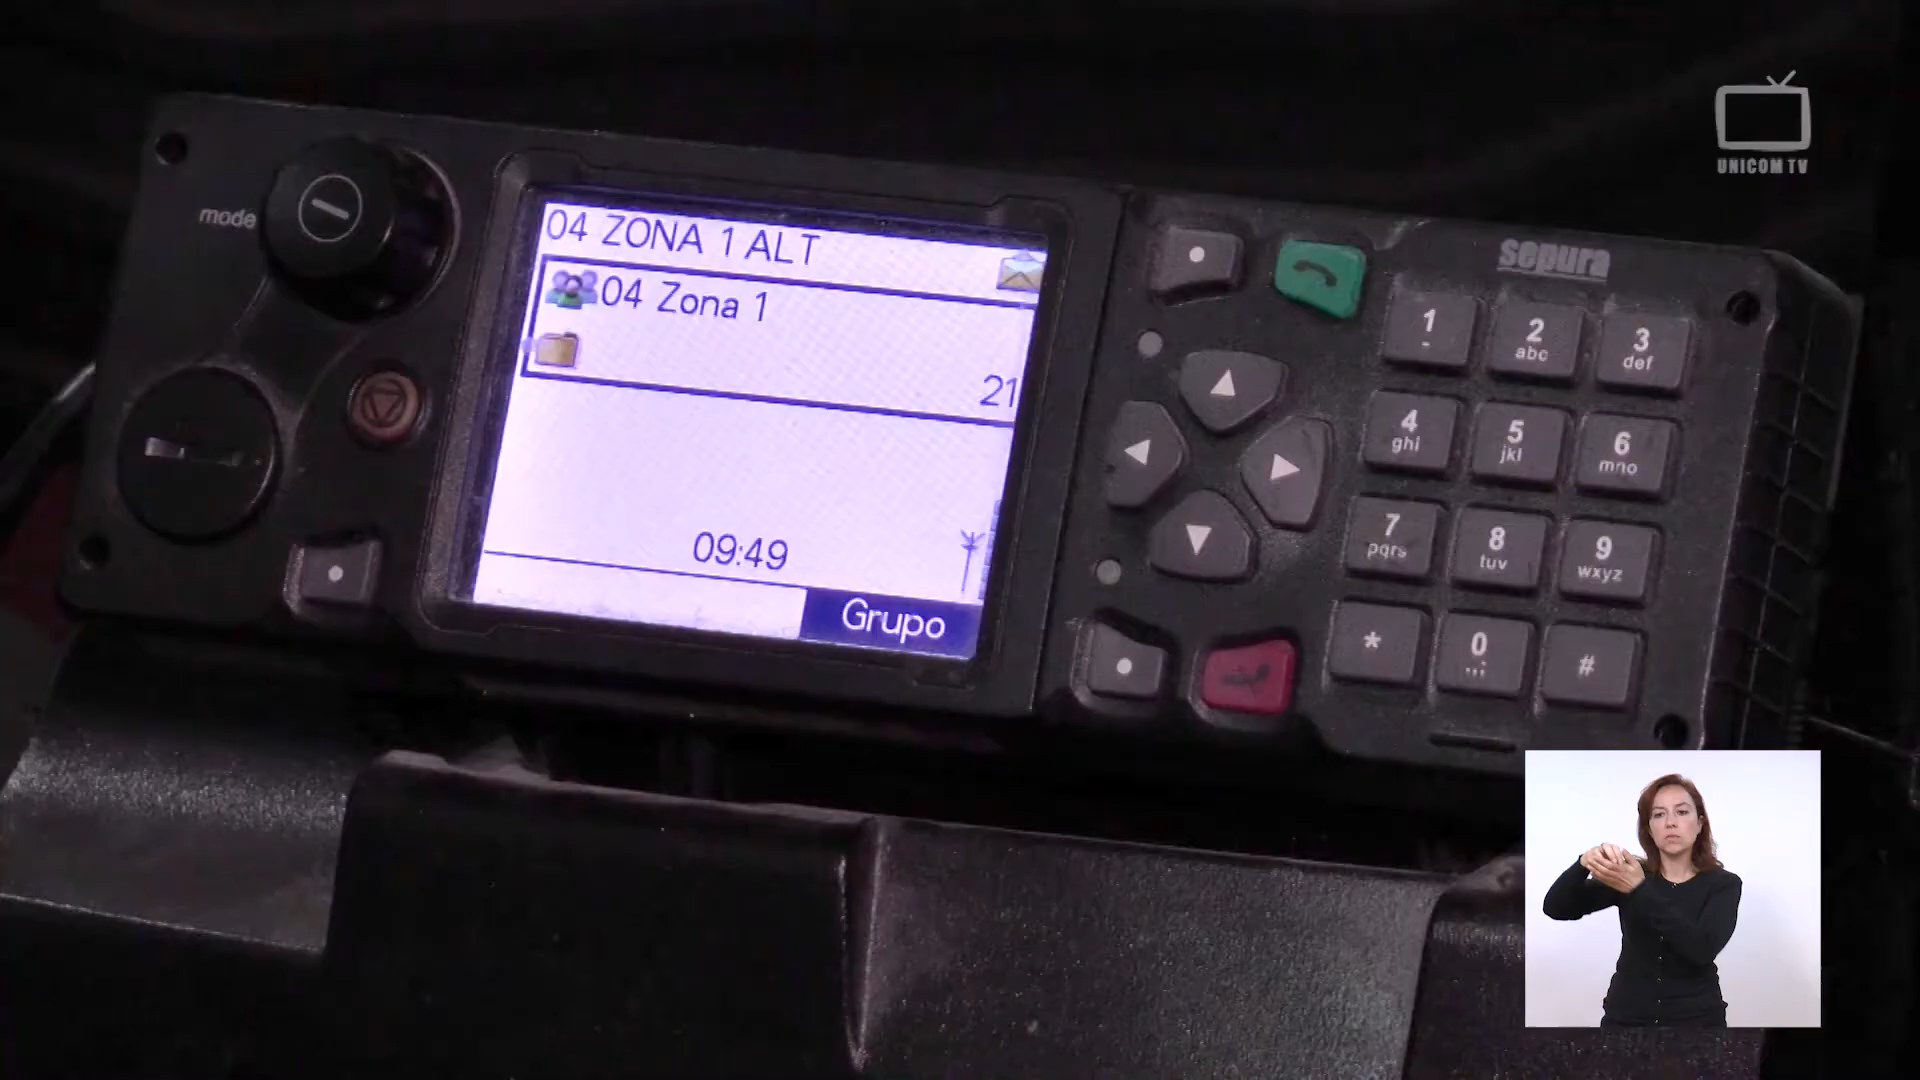 UNICOM TV
mode
04 ZONA 1 ALT
04 Zona 1
21
09:49
Grupo
sepura
1
-
2
abc
3
def
4
ghi
5
jkl
6
mno
7
pqrs
8
tuv
9
wxyz
*
0
#